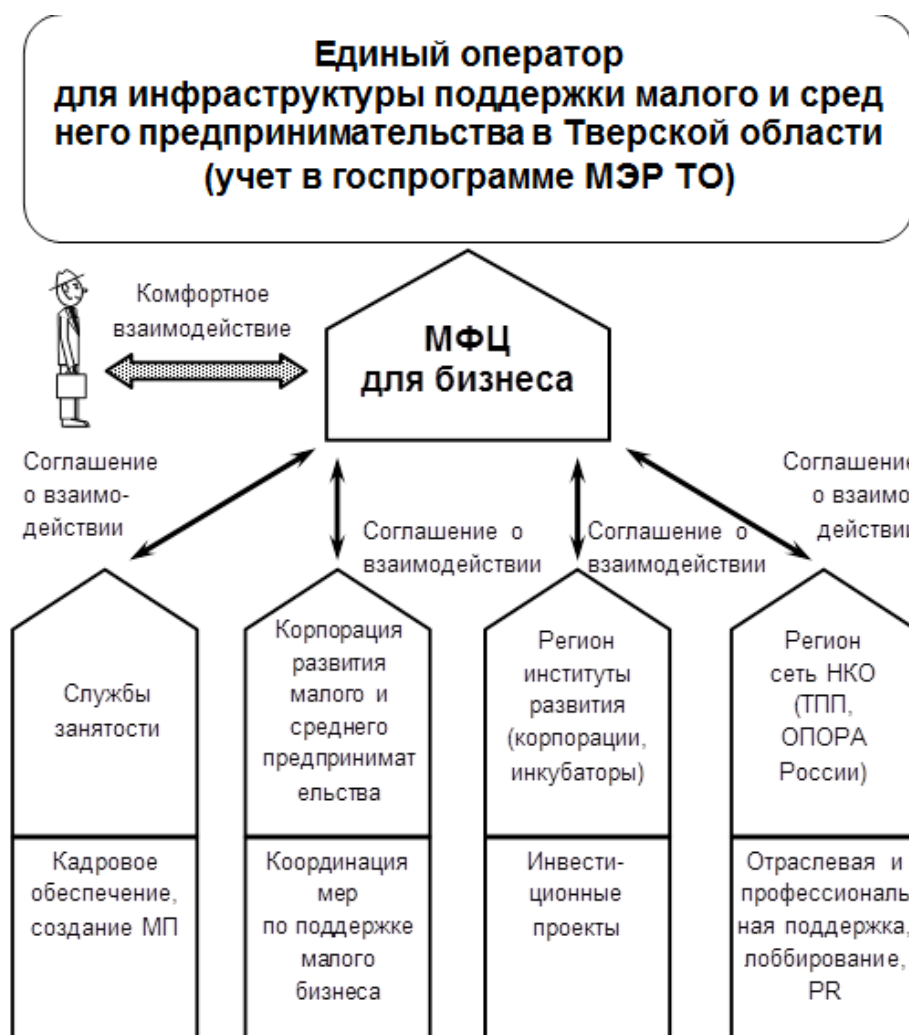 Единый оператор
для инфраструктуры поддержки малого и сред
него предпринимательства в Тверской области
(учет в госпрограмме МЭР ТО)
Комфортное
взаимодействие
МФЦ
для бизнеса
Соглашение
о взаимо-
действии
Соглашение о
взаимодействии
Соглашение о
взаимодействии
Соглашение
о взаимо
действии
Службы
занятости
Корпорация
развития
малого и
среднего
предпринимат
ельства
Регион
институты
развития
(корпорации,
инкубаторы)
Регион
сеть НКО
(ТПП,
ОПОРА
России)
Кадровое
обеспечение,
создание МП
Координация
мер
по поддержке
малого
бизнеса
Инвести-
ционные
проекты
Отраслевая и
профессиональ
ная поддержка,
лоббирование,
PR